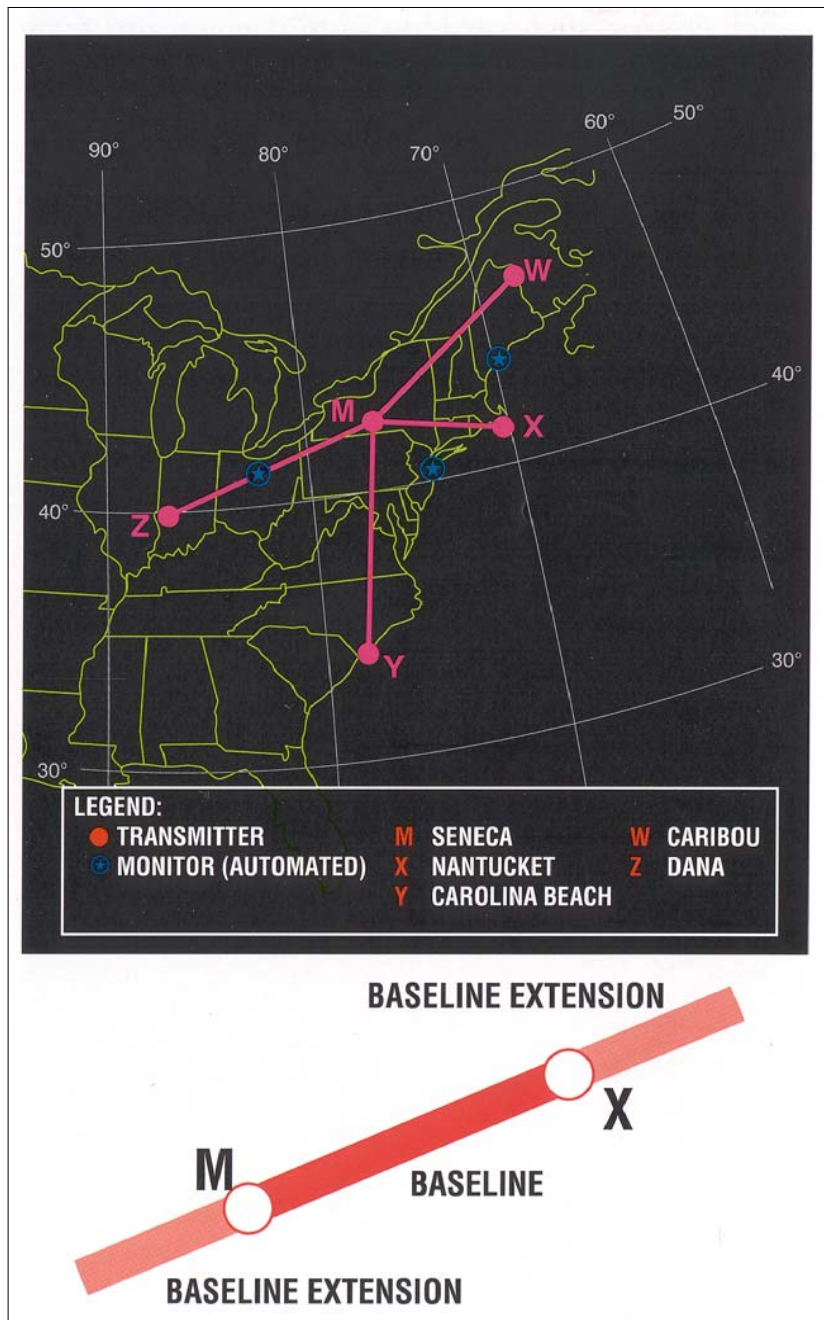 60° 50°
90° 80° 70°
50°
W
40°
M
X
40° Z
Y
30°
30°
LEGEND:
TRANSMITTER M SENECA W CARIBOU
MONITOR (AUTOMATED) X NANTUCKET Z DANA
Y CAROLINA BEACH
BASELINE EXTENSION
X
M
BASELINE
BASELINE EXTENSION